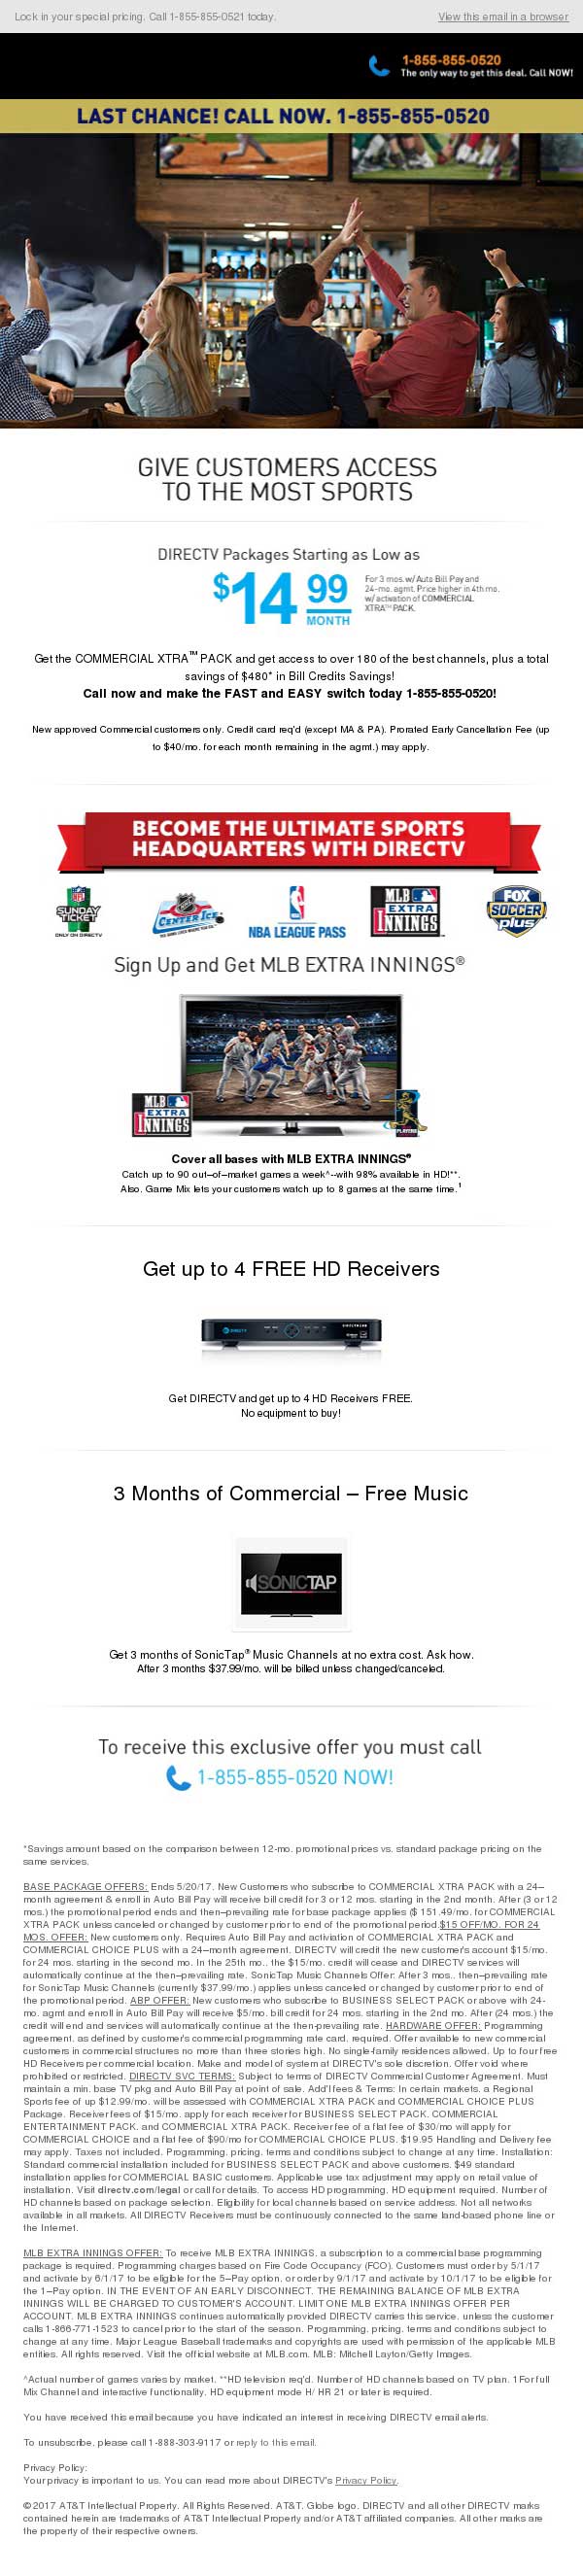 Lock in your special pricing. Call 1-855-855-0521 today.
View this email in a browser
1-855-855-0520
The only way to get this deal. Call NOW!
LAST CHANCE! CALL NOW. 1-855-855-0520
GIVE CUSTOMERS ACCESS
TO THE MOST SPORTS
DIRECTV Packages Starting as Low as
$14 99
MONTH
For 3 mos. w/ Auto Bill Pay and
24-mo. agmt. Price higher in 4th mo.
w/ activation of COMMERCIAL
XTRA™ PACK.
Get the COMMERCIAL XTRA™ PACK and get access to over 180 of the best channels, plus a total
savings of $480* in Bill Credits Savings!
Call now and make the FAST and EASY switch today 1-855-855-0520!
New approved Commercial customers only. Credit card req'd (except MA & PA). Prorated Early Cancellation Fee (up
to $40/mo. for each month remaining in the agmt.) may apply.
BECOME THE ULTIMATE SPORTS
HEADQUARTERS WITH DIRECTV
NFL
SUNDAY
TICKET
ONLY ON DIRECTV
NHL
CENTER ICE
NBA LEAGUE PASS
MLB
EXTRA
INNINGS
FOX
SOCCER
plus
Sign Up and Get MLB EXTRA INNINGS®
MLB
EXTRA
INNINGS
PLAYERS
Cover all bases with MLB EXTRA INNINGS®
Catch up to 90 out–of–market games a week^--with 98% available in HD!**.
Also, Game Mix lets your customers watch up to 8 games at the same time.1
Get up to 4 FREE HD Receivers
DIRECTV
Get DIRECTV and get up to 4 HD Receivers FREE.
No equipment to buy!
3 Months of Commercial – Free Music
SONICTAP
Get 3 months of SonicTap® Music Channels at no extra cost. Ask how.
After 3 months $37.99/mo. will be billed unless changed/canceled.
To receive this exclusive offer you must call
1-855-855-0520 NOW!
*Savings amount based on the comparison between 12-mo. promotional prices vs. standard package pricing on the
same services.
BASE PACKAGE OFFERS: Ends 5/20/17. New Customers who subscribe to COMMERCIAL XTRA PACK with a 24–
month agreement & enroll in Auto Bill Pay will receive bill credit for 3 or 12 mos. starting in the 2nd month. After (3 or 12
mos.) the promotional period ends and then–prevailing rate for base package applies ($ 151.49/mo. for COMMERCIAL
XTRA PACK unless canceled or changed by customer prior to end of the promotional period.$15 OFF/MO. FOR 24
MOS. OFFER: New customers only. Requires Auto Bill Pay and activiation of COMMERCIAL XTRA PACK and
COMMERCIAL CHOICE PLUS with a 24—month agreement. DIRECTV will credit the new customer's account $15/mo.
for 24 mos. starting in the second mo. In the 25th mo., the $15/mo. credit will cease and DIRECTV services will
automatically continue at the then–prevailing rate. SonicTap Music Channels Offer: After 3 mos., then–prevailing rate
for SonicTap Music Channels (currently $37.99/mo.) applies unless canceled or changed by customer prior to end of
the promotional period. ABP OFFER: New customers who subscribe to BUSINESS SELECT PACK or above with 24-
mo. agmt and enroll in Auto Bill Pay will receive $5/mo. bill credit for 24 mos. starting in the 2nd mo. After (24 mos.) the
credit will end and services will automatically continue at the then-prevailing rate. HARDWARE OFFER: Programming
agreement, as defined by customer's commercial programming rate card, required. Offer available to new commercial
customers in commercial structures no more than three stories high. No single-family residences allowed. Up to four free
HD Receivers per commercial location. Make and model of system at DIRECTV's sole discretion. Offer void where
prohibited or restricted. DIRECTV SVC TERMS: Subject to terms of DIRECTV Commercial Customer Agreement. Must
maintain a min. base TV pkg and Auto Bill Pay at point of sale. Add'l fees & Terms: In certain markets, a Regional
Sports fee of up $12.99/mo. will be assessed with COMMERCIAL XTRA PACK and COMMERCIAL CHOICE PLUS
Package. Receiver fees of $15/mo. apply for each receiver for BUSINESS SELECT PACK, COMMERCIAL
ENTERTAINMENT PACK, and COMMERCIAL XTRA PACK. Receiver fee of a flat fee of $30/mo will apply for
COMMERCIAL CHOICE and a flat fee of $90/mo for COMMERCIAL CHOICE PLUS. $19.95 Handling and Delivery fee
may apply. Taxes not included. Programming, pricing, terms and conditions subject to change at any time. Installation:
Standard commercial installation included for BUSINESS SELECT PACK and above customers. $49 standard
installation applies for COMMERCIAL BASIC customers. Applicable use tax adjustment may apply on retail value of
installation. Visit directv.com/legal or call for details. To access HD programming, HD equipment required. Number of
HD channels based on package selection. Eligibility for local channels based on service address. Not all networks
available in all markets. All DIRECTV Receivers must be continuously connected to the same land-based phone line or
the Internet.
MLB EXTRA INNINGS OFFER: To receive MLB EXTRA INNINGS, a subscription to a commercial base programming
package is required. Programming charges based on Fire Code Occupancy (FCO). Customers must order by 5/1/17
and activate by 6/1/17 to be eligible for the 5–Pay option, or order by 9/1/17 and activate by 10/1/17 to be eligible for
the 1–Pay option. IN THE EVENT OF AN EARLY DISCONNECT, THE REMAINING BALANCE OF MLB EXTRA
INNINGS WILL BE CHARGED TO CUSTOMER'S ACCOUNT. LIMIT ONE MLB EXTRA INNINGS OFFER PER
ACCOUNT. MLB EXTRA INNINGS continues automatically provided DIRECTV carries this service, unless the customer
calls 1-866-771-1523 to cancel prior to the start of the season. Programming, pricing, terms and conditions subject to
change at any time. Major League Baseball trademarks and copyrights are used with permission of the applicable MLB
entities. All rights reserved. Visit the official website at MLB.com. MLB: Mitchell Layton/Getty Images.
^Actual number of games varies by market. **HD television req'd. Number of HD channels based on TV plan. 1For full
Mix Channel and interactive functionality, HD equipment mode H/ HR 21 or later is required.
You have received this email because you have indicated an interest in receiving DIRECTV email alerts.
To unsubscribe, please call 1-888-303-9117 or reply to this email.
Privacy Policy:
Your privacy is important to us. You can read more about DIRECTV's Privacy Policy.
©2017 AT&T Intellectual Property. All Rights Reserved. AT&T, Globe logo, DIRECTV and all other DIRECTV marks
contained herein are trademarks of AT&T Intellectual Property and/or AT&T affiliated companies. All other marks are
the property of their respective owners.